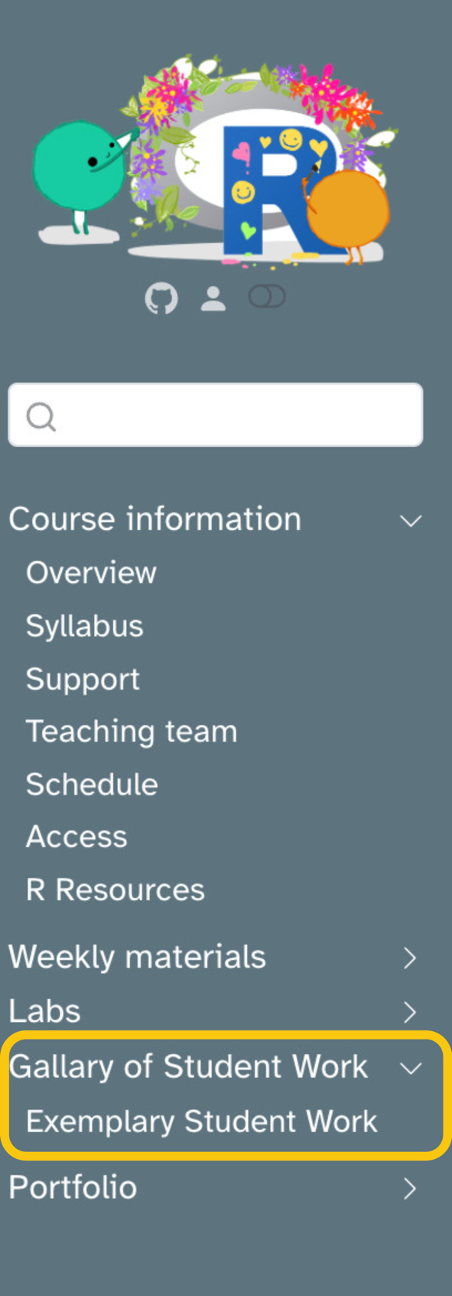 R
Course information
Overview
Syllabus
Support
Teaching team
Schedule
Access
R Resources
Weekly materials
Labs
Gallary of Student Work
Exemplary Student Work
Portfolio